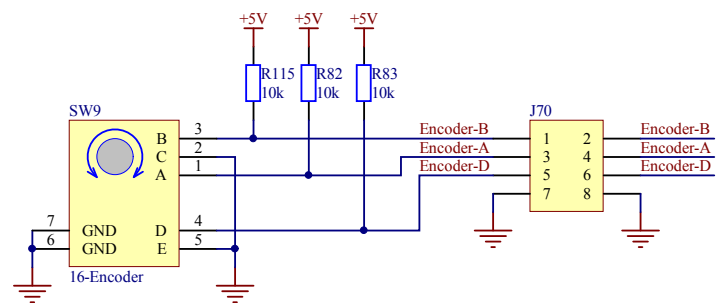 +5V +5V +5V
R115 R82 R83
10k 10k 10k
SW9 J70
B 3 Encoder-B 1 2 Encoder-B
C 2
A 1 Encoder-A 3 4 Encoder-A
Encoder-D 5 6 Encoder-D
7 8
7 GND D 4
6 GND E 5
16-Encoder